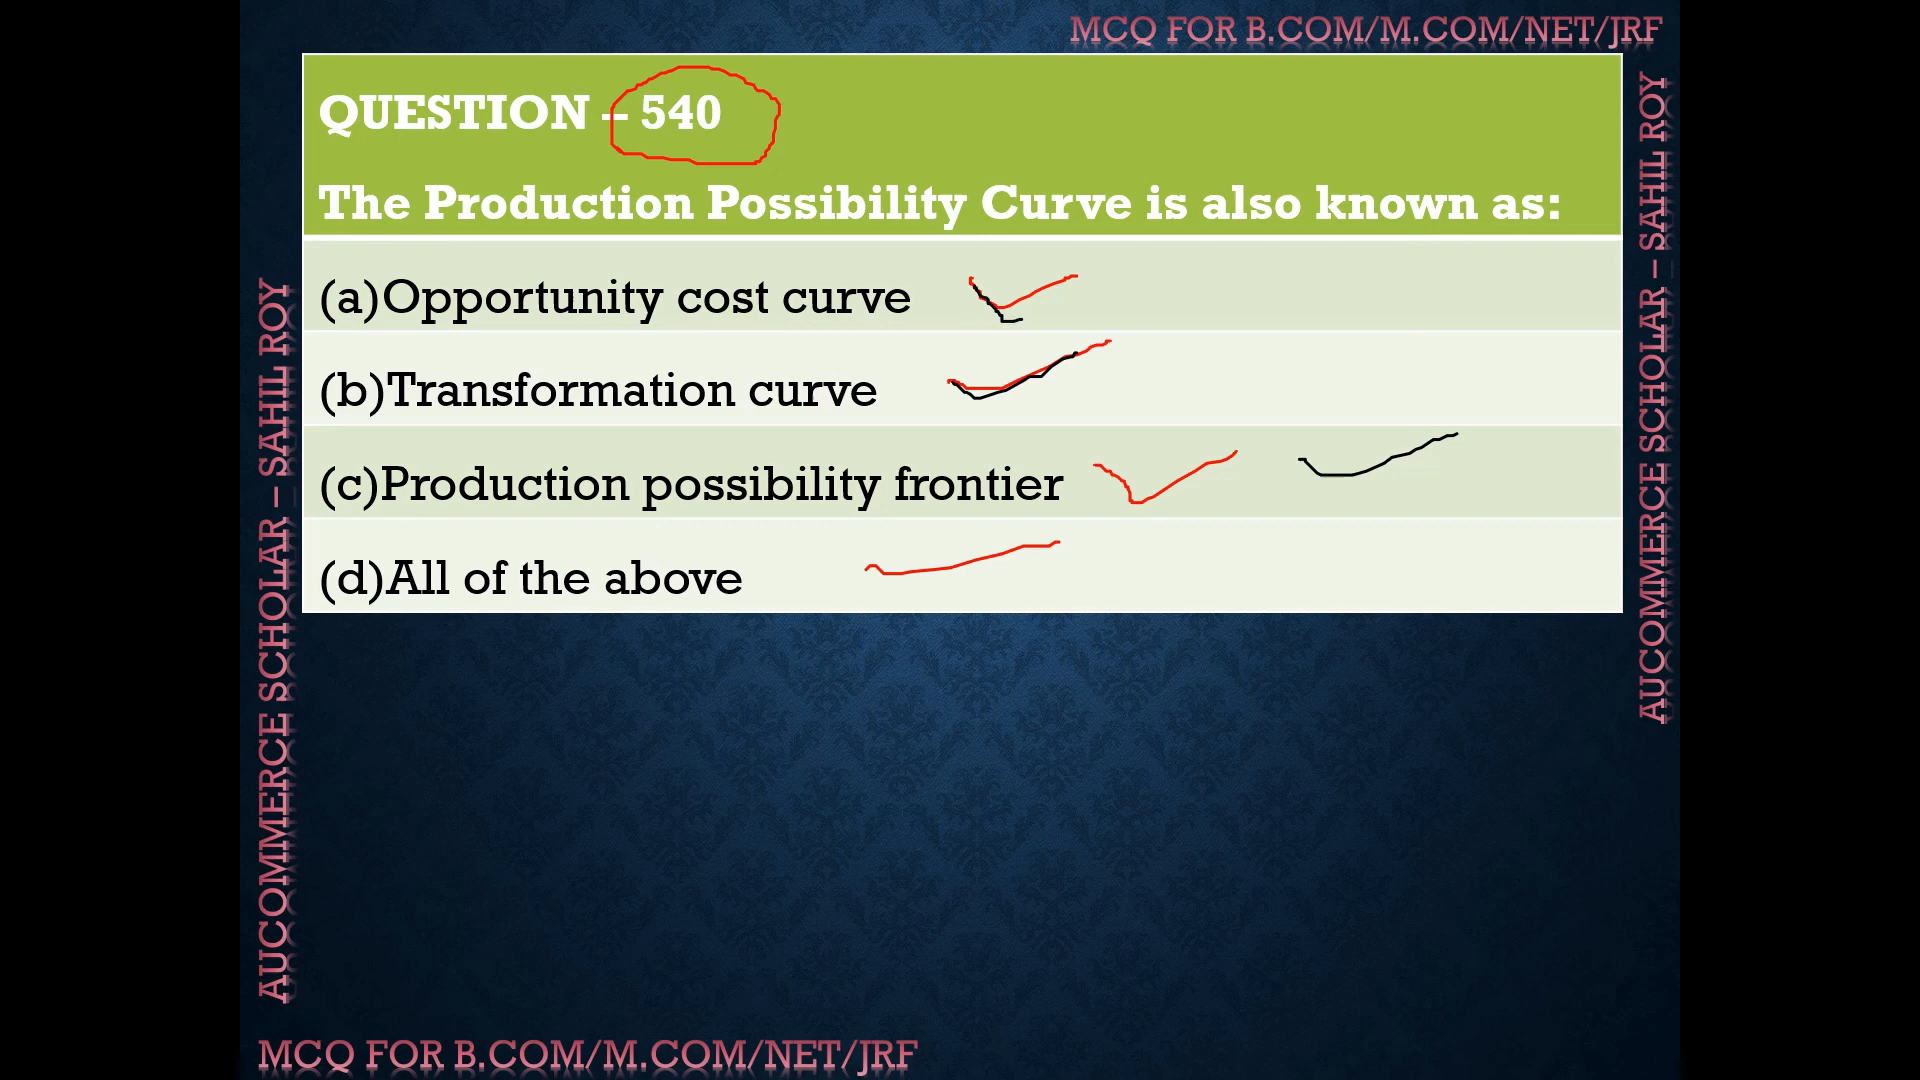 MCQ FOR B.COM/M.COM/NET/JRF
QUESTION – 540
The Production Possibility Curve is also known as:
(a)Opportunity cost curve
(b)Transformation curve
(c)Production possibility frontier
(d)All of the above
AUCOMMERCE SCHOLAR – SAHIL ROY
AUCOMMERCE SCHOLAR – SAHIL ROY
MCQ FOR B.COM/M.COM/NET/JRF